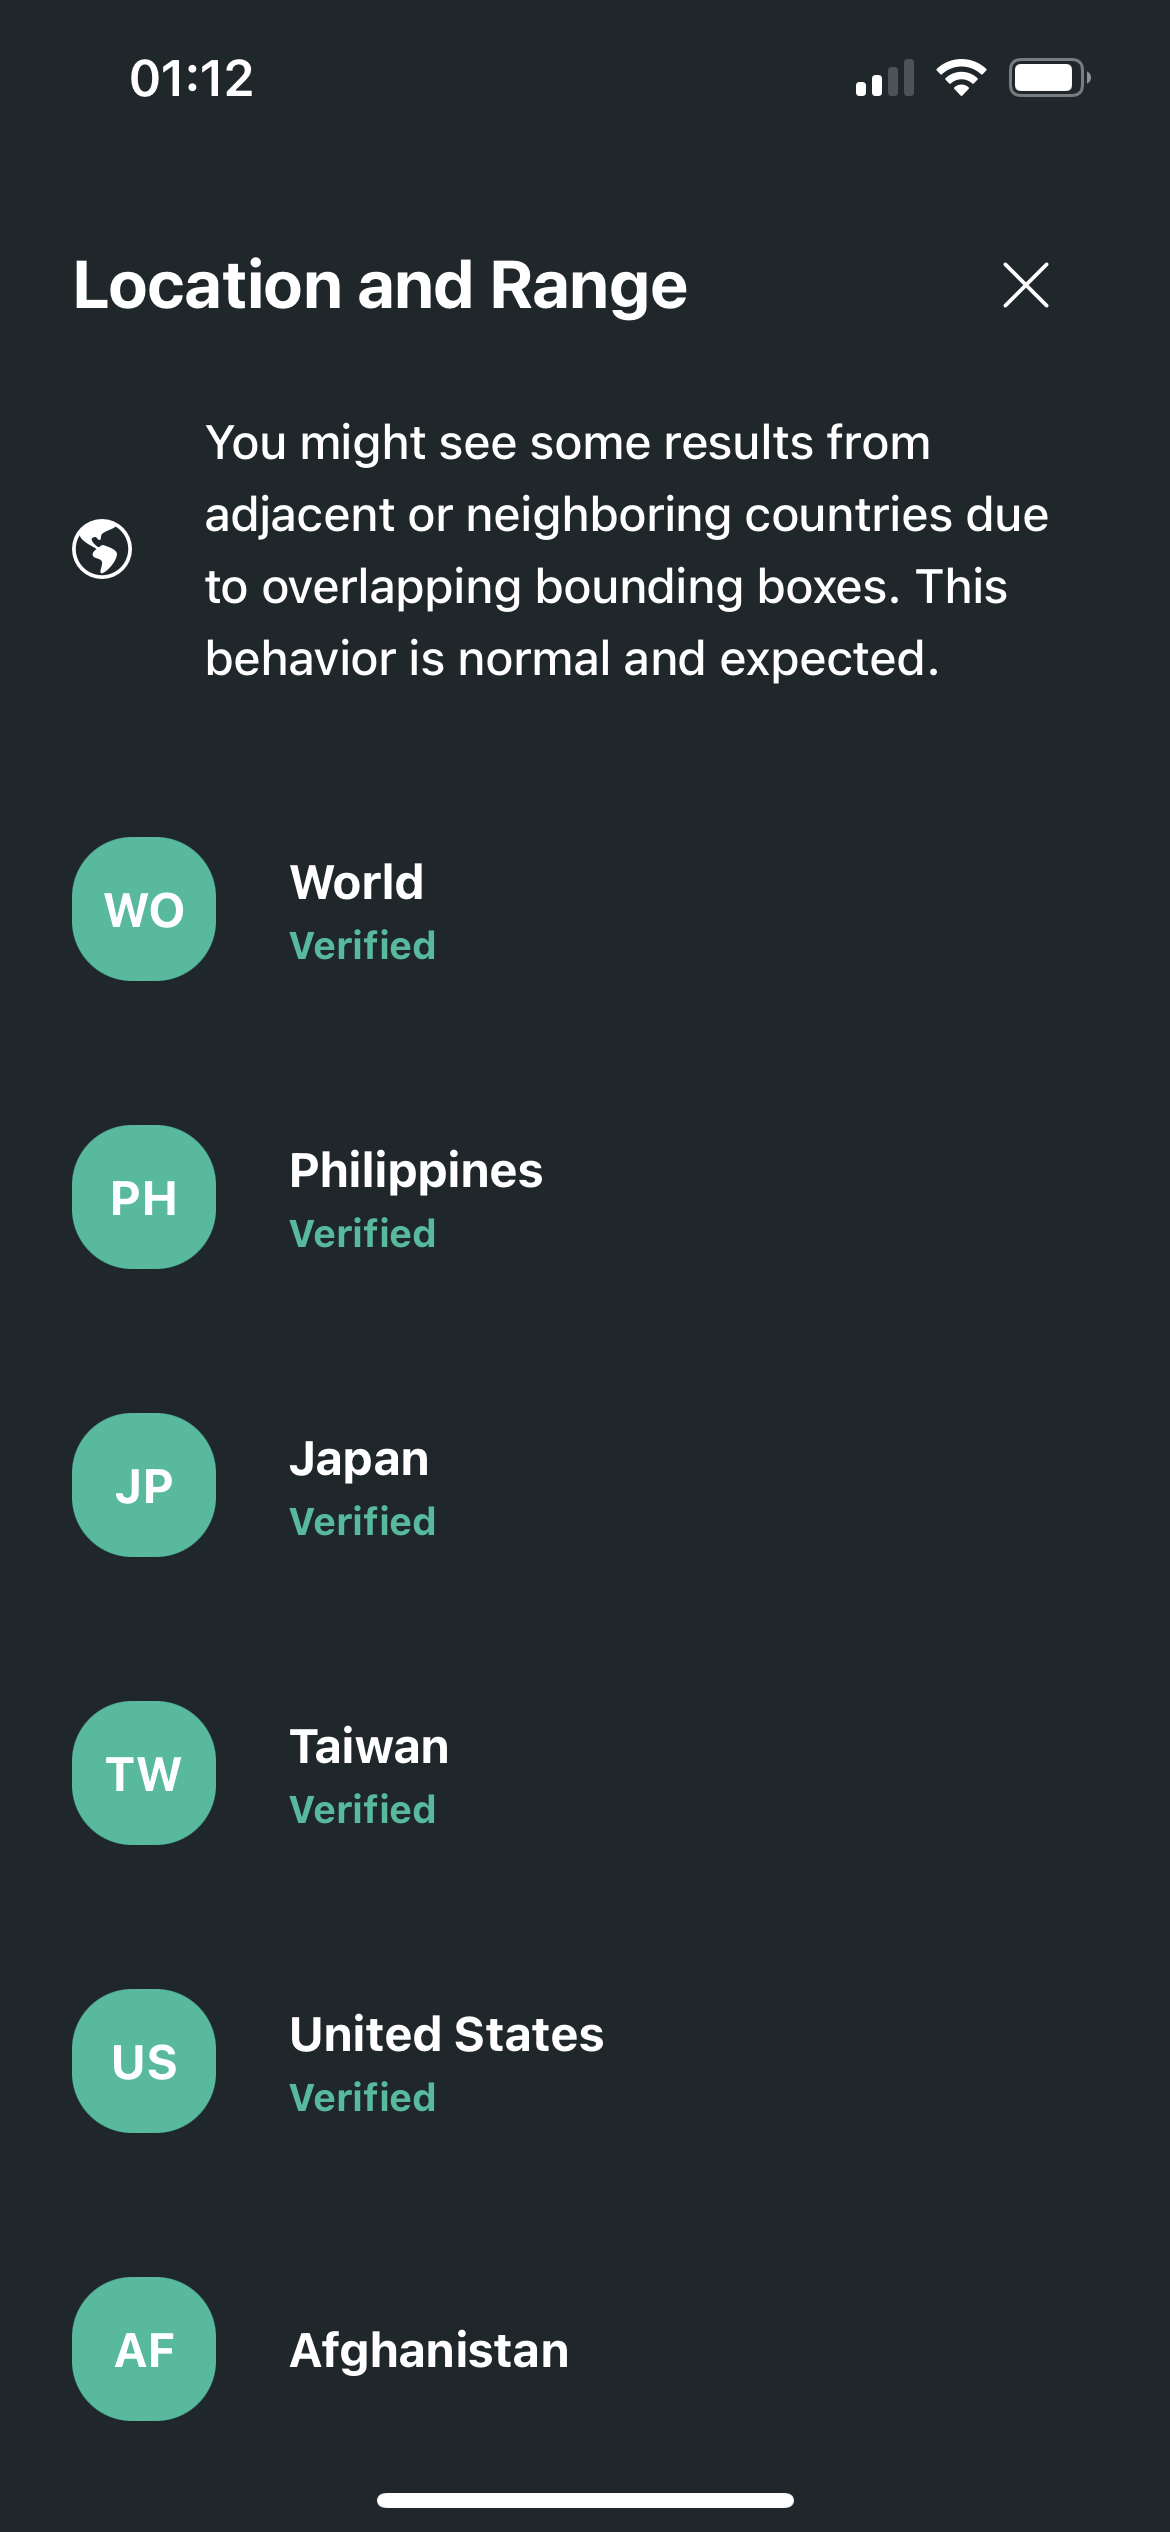 01:12
Location and Range
You might see some results from
adjacent or neighboring countries due
to overlapping bounding boxes. This
behavior is normal and expected.
WO
World
Verified
PH
Philippines
Verified
JP
Japan
Verified
TW
Taiwan
Verified
US
United States
Verified
AF
Afghanistan